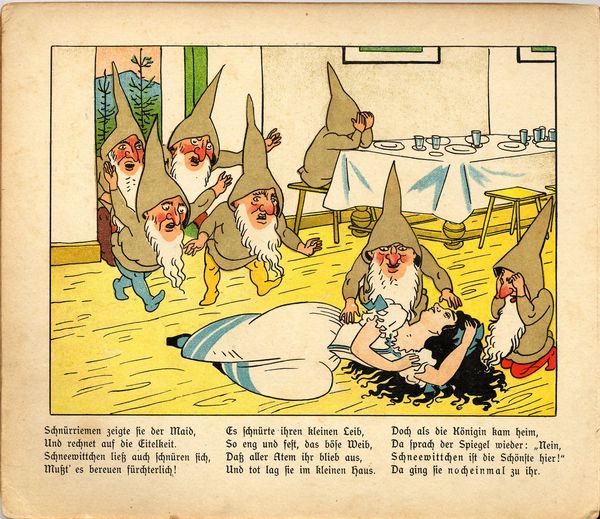 Schnürriemen zeigte sie der Maid,
Und rechnet auf die Eitelkeit.
Schneewittchen ließ auch schnüren sich,
Mußt' es bereuen fürchterlich!
Es schnürte ihren kleinen Leib,
So eng und fest, das böse Weib,
Daß aller Atem ihr blieb aus,
Und tot lag sie im kleinen Haus.
Doch als die Königin kam heim,
Da sprach der Spiegel wieder: „Nein,
Schneewittchen ist die Schönste hier!“
Da ging sie nocheinmal zu ihr.